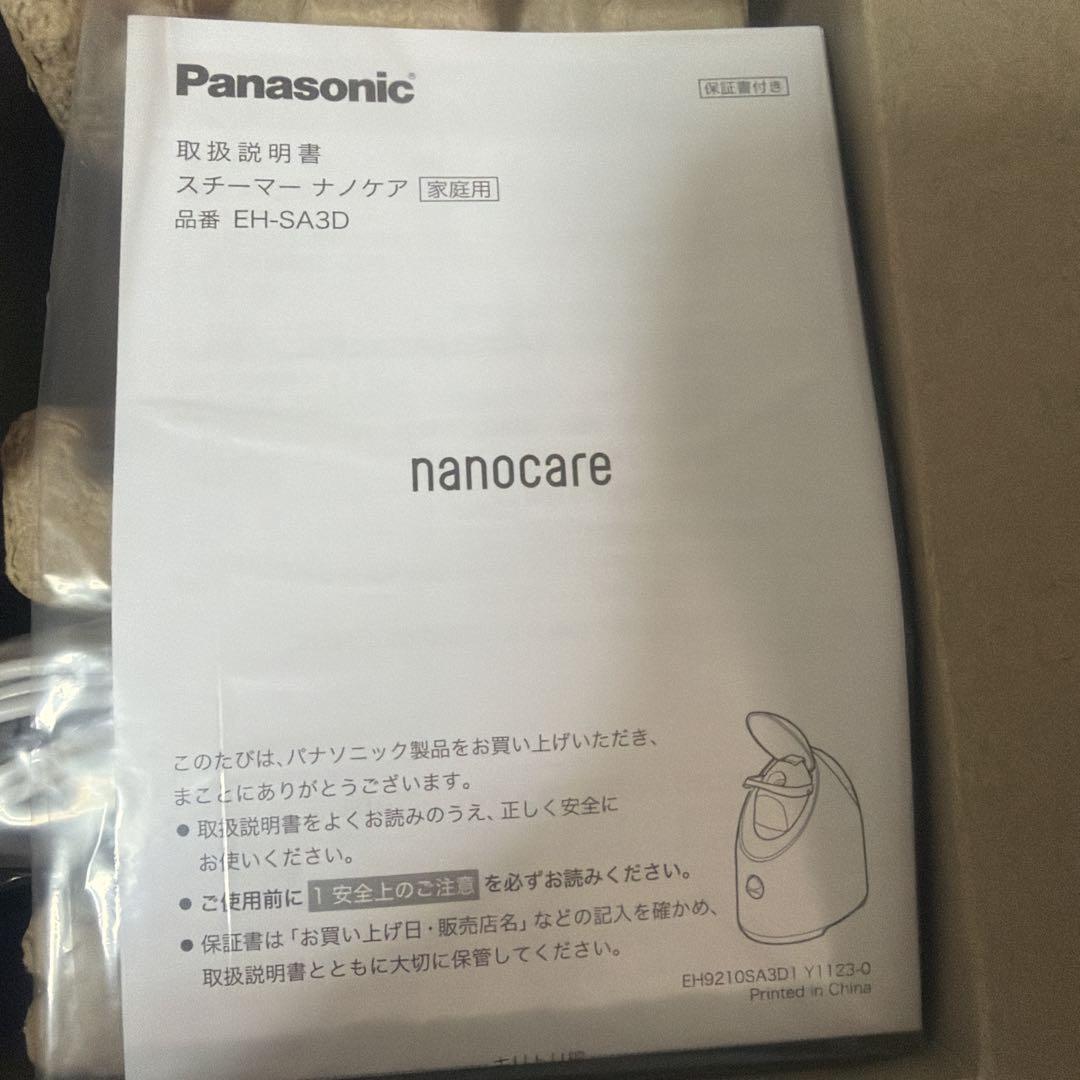 Panasonic®
保証書付き
取扱説明書
スチーマー ナノケア 家庭用
品番 EH-SA3D
nanocare
このたびは、パナソニック製品をお買い上げいただき、
まことにありがとうございます。
● 取扱説明書をよくお読みのうえ、正しく安全に
お使いください。
● ご使用前に 1 安全上のご注意 を必ずお読みください。
● 保証書は「お買い上げ日・販売店名」などの記入を確かめ、
取扱説明書とともに大切に保管してください。
EH9210SA3D1 Y1123-0
Printed in China